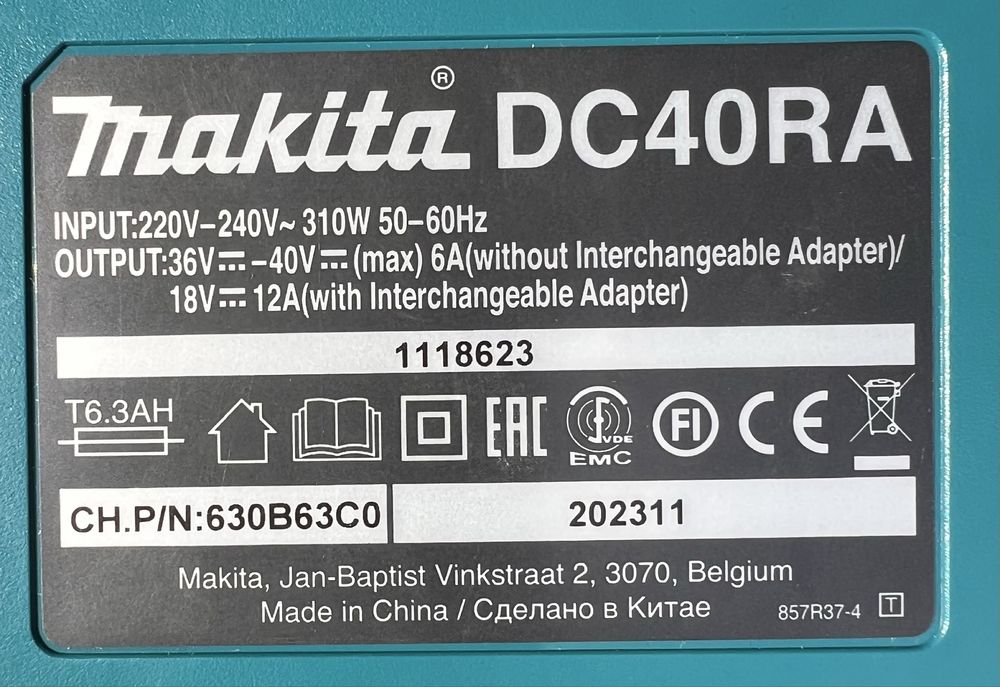 makita® DC40RA
INPUT:220V–240V~ 310W 50–60Hz
OUTPUT:36V⎓–40V⎓(max) 6A(without Interchangeable Adapter)/
18V⎓12A(with Interchangeable Adapter)
1118623
T6.3AH
EAC
VDE
EMC
FI
CE
CH.P/N:630B63C0
202311
Makita, Jan-Baptist Vinkstraat 2, 3070, Belgium
Made in China / Сделано в Китае
857R37-4 T